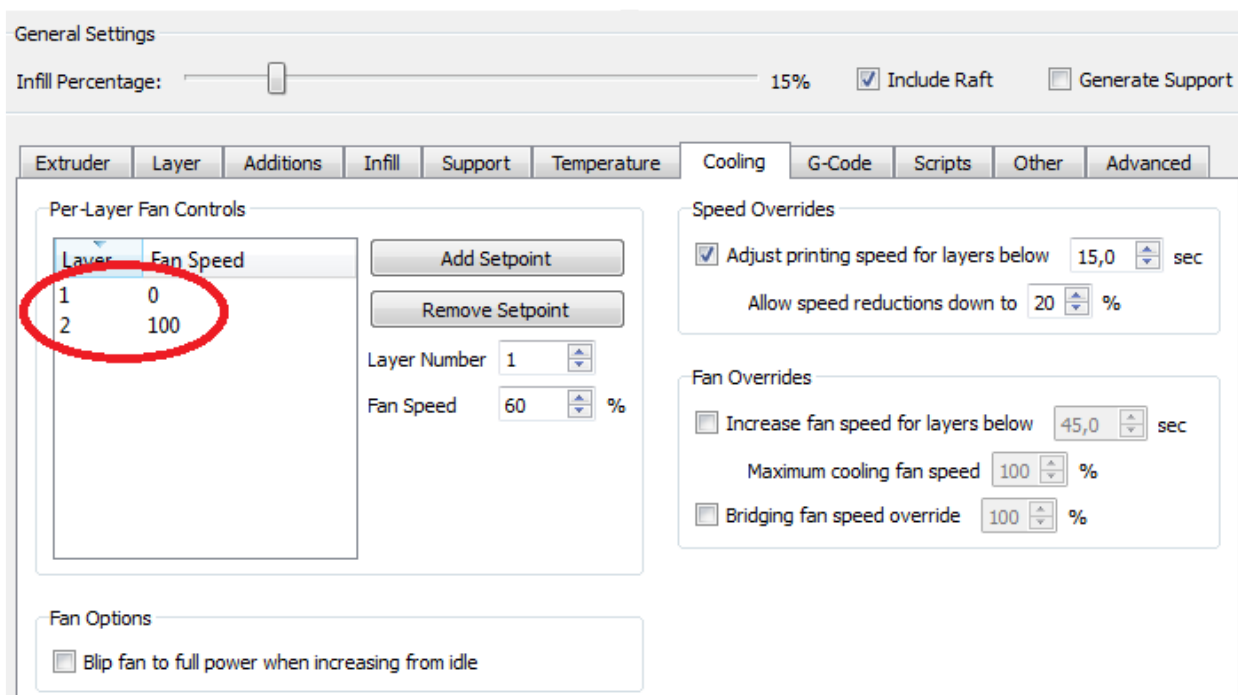 General Settings
Infill Percentage: 15% Include Raft Generate Support
Extruder Layer Additions Infill Support Temperature Cooling G-Code Scripts Other Advanced
Per-Layer Fan Controls
Layer Fan Speed
1 0
2 100
Add Setpoint
Remove Setpoint
Layer Number 1
Fan Speed 60 %
Speed Overrides
Adjust printing speed for layers below 15,0 sec
Allow speed reductions down to 20 %
Fan Overrides
Increase fan speed for layers below 45,0 sec
Maximum cooling fan speed 100 %
Bridging fan speed override 100 %
Fan Options
Blip fan to full power when increasing from idle